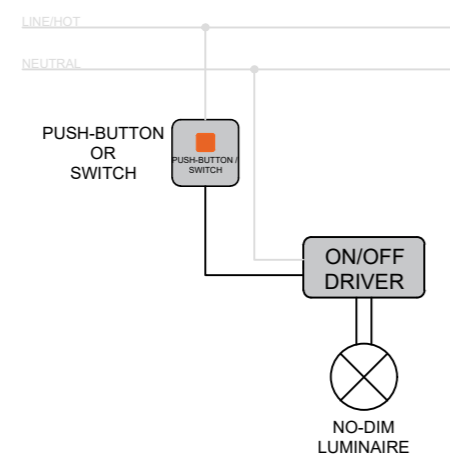 LINE/HOT
NEUTRAL
PUSH-BUTTON
OR
SWITCH
PUSH-BUTTON /
SWITCH
ON/OFF
DRIVER
NO-DIM
LUMINAIRE